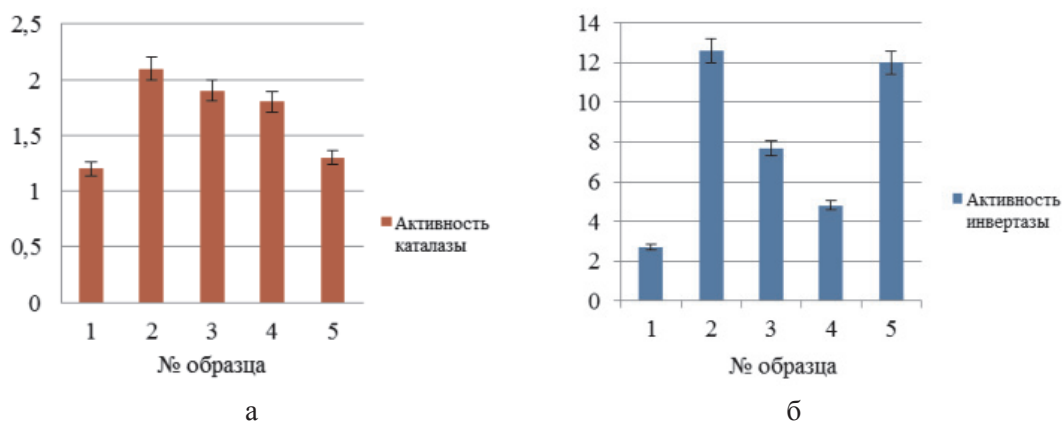 2,5
2
1,5
1
0,5
0
1 2 3 4 5
№ образца
Активность
каталазы
а
14
12
10
8
6
4
2
0
1 2 3 4 5
№ образца
Активность
инвертазы
б